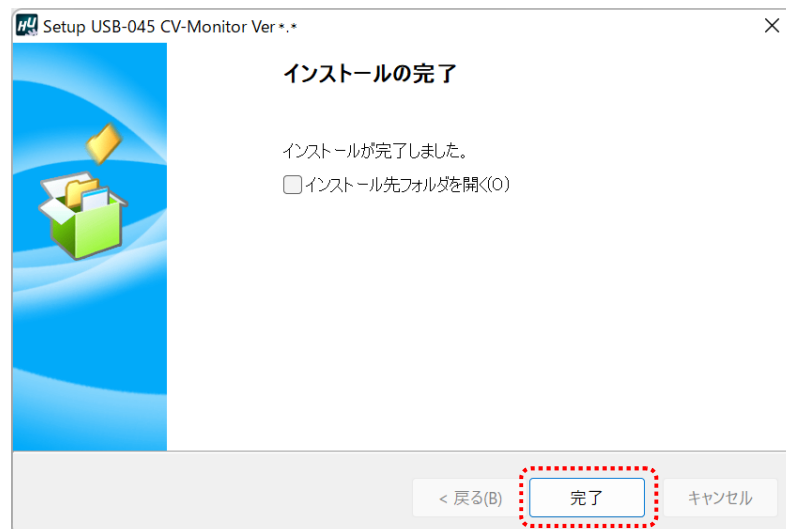 HU Setup USB-045 CV-Monitor Ver*.*
インストールの完了
インストールが完了しました。
インストール先フォルダを開く(O)
< 戻る(B) 完了 キャンセル